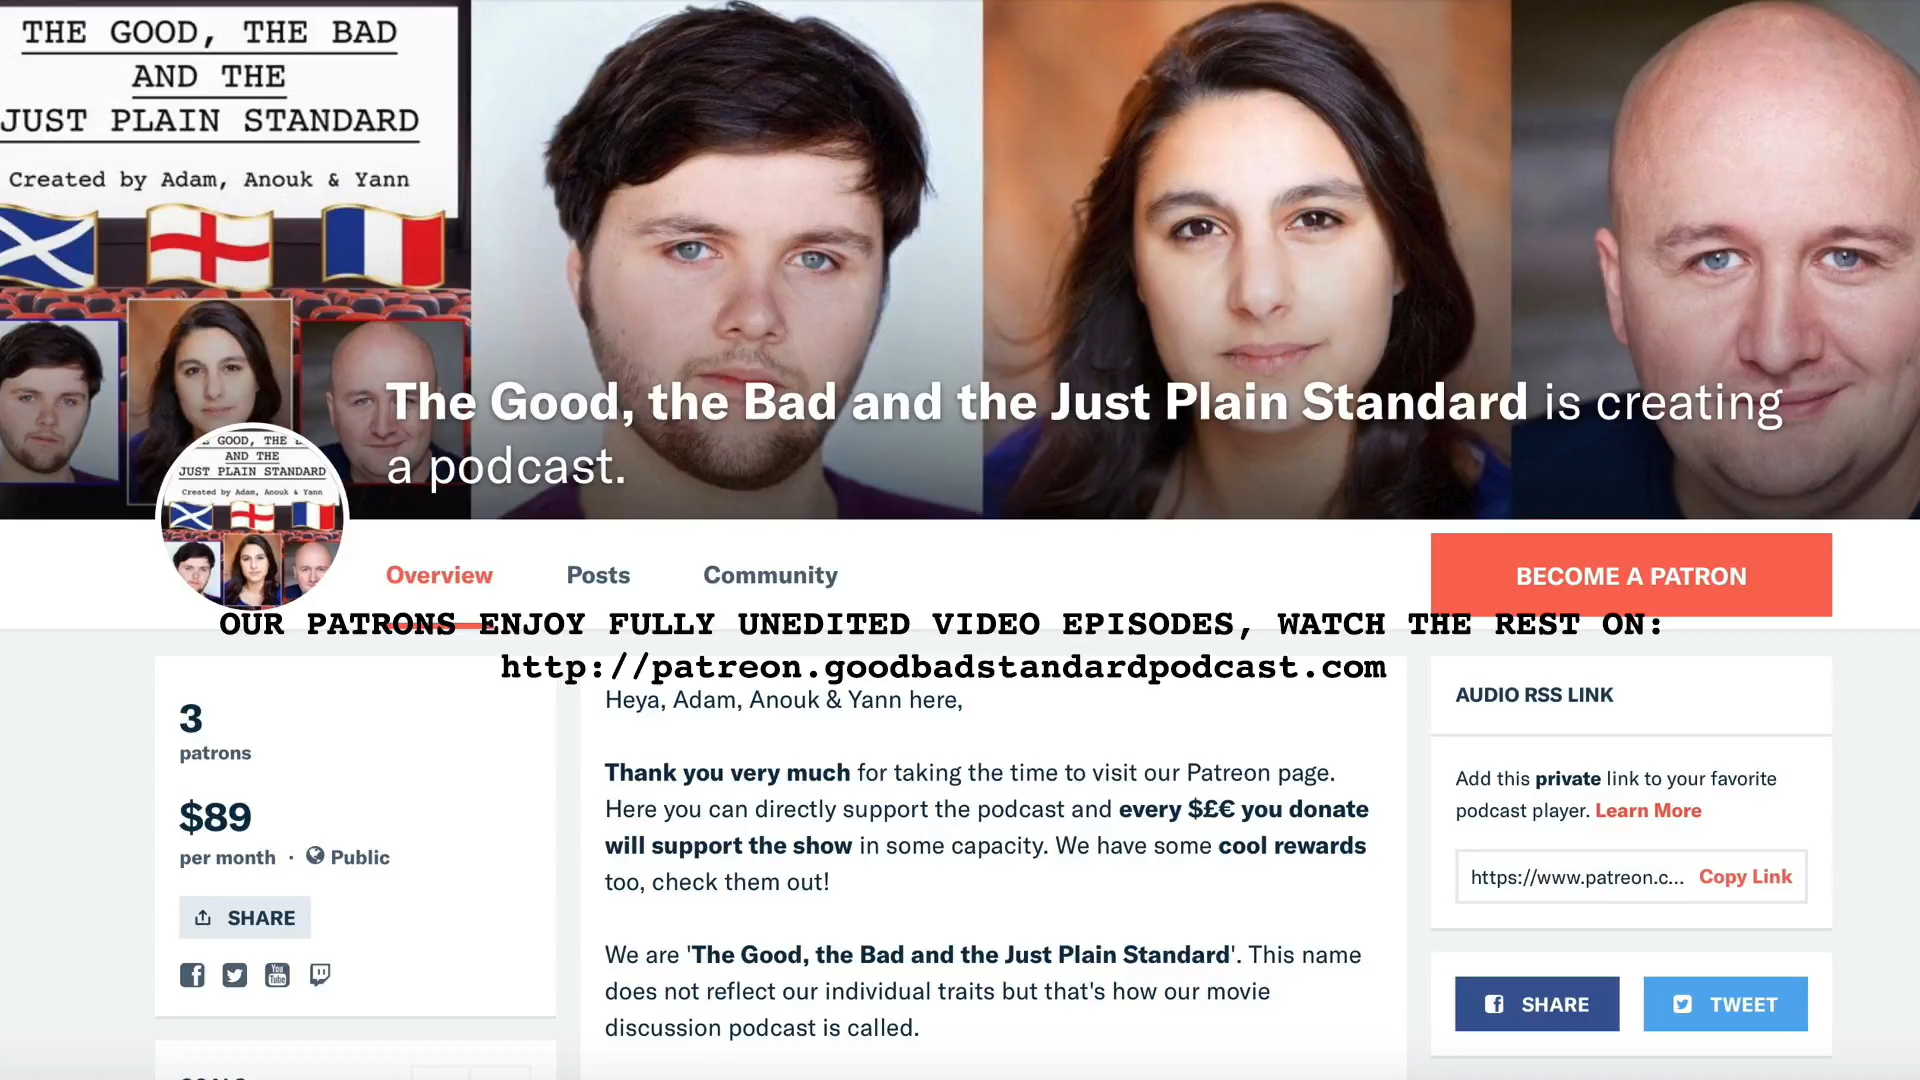 THE GOOD, THE BAD
AND THE
JUST PLAIN STANDARD
Created by Adam, Anouk & Yann
The Good, the Bad and the Just Plain Standard is creating
a podcast.
GOOD, THE
AND THE
JUST PLAIN STANDARD
Created by Adam, Anouk & Yann
Overview
Posts
Community
BECOME A PATRON
OUR PATRONS ENJOY FULLY UNEDITED VIDEO EPISODES, WATCH THE REST ON:
http://patreon.goodbadstandardpodcast.com
3
patrons
$89
per month · Public
SHARE
You
Tube
Heya, Adam, Anouk & Yann here,
Thank you very much for taking the time to visit our Patreon page.
Here you can directly support the podcast and every $£€ you donate
will support the show in some capacity. We have some cool rewards
too, check them out!
We are 'The Good, the Bad and the Just Plain Standard'. This name
does not reflect our individual traits but that's how our movie
discussion podcast is called.
AUDIO RSS LINK
Add this private link to your favorite
podcast player. Learn More
https://www.patreon.c... Copy Link
SHARE
TWEET